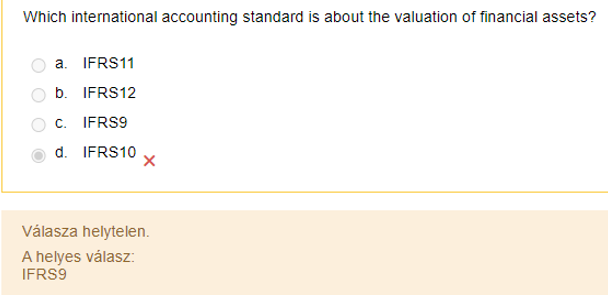 Which international accounting standard is about the valuation of financial assets?
a. IFRS11
b. IFRS12
c. IFRS9
d. IFRS10
Válasza helytelen.
A helyes válasz:
IFRS9